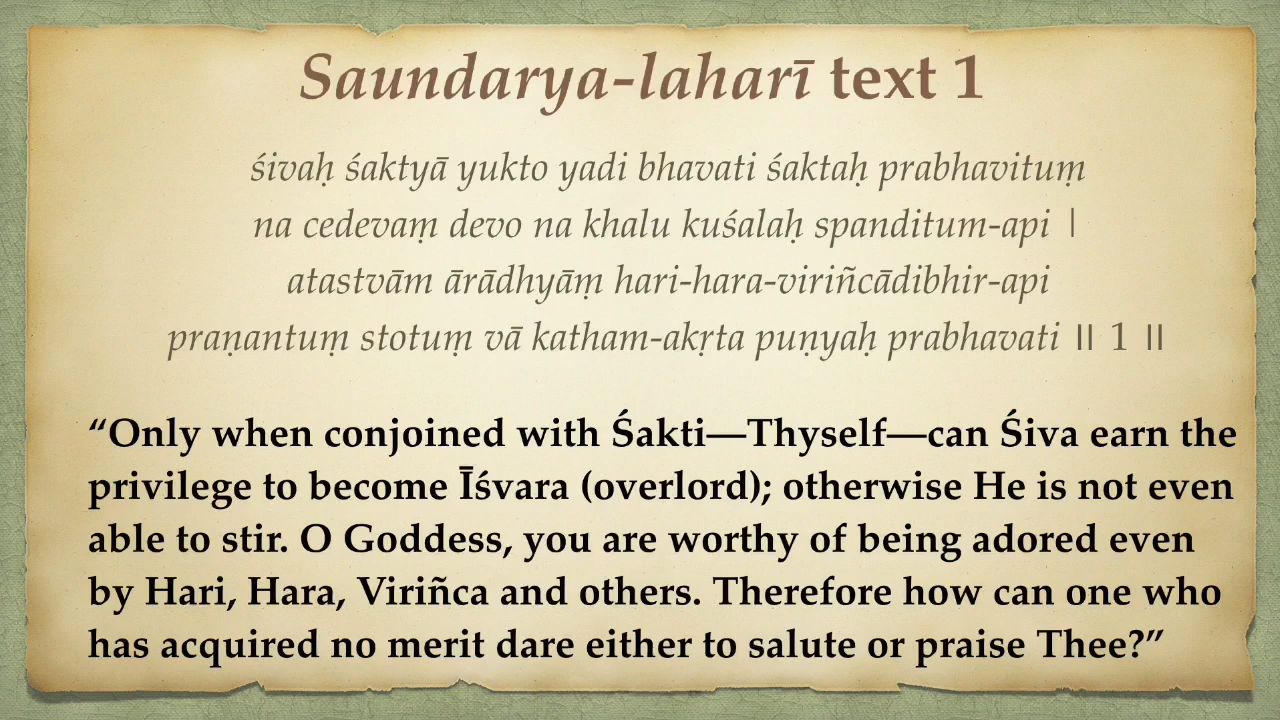 Saundarya-laharī text 1
śivaḥ śaktyā yukto yadi bhavati śaktaḥ prabhavituṃ
na cedevaṃ devo na khalu kuśalaḥ spanditum-api |
atastvām ārādhyāṃ hari-hara-viriñcādibhir-api
praṇantuṃ stotuṃ vā katham-akṛta puṇyaḥ prabhavati || 1 ||
“Only when conjoined with Śakti—Thyself—can Śiva earn the
privilege to become Īśvara (overlord); otherwise He is not even
able to stir. O Goddess, you are worthy of being adored even
by Hari, Hara, Viriñca and others. Therefore how can one who
has acquired no merit dare either to salute or praise Thee?”